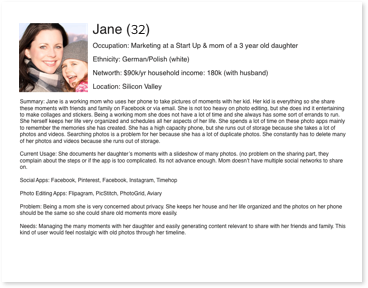 Jane (32)
Occupation: Marketing at a Start Up & mom of a 3 year old daughter
Ethnicity: German/Polish (white)
Networth: $90k/yr household income: 180k (with husband)
Location: Silicon Valley
Summary: Jane is a working mom who uses her phone to take pictures of moments with her kid. Her kid is everything so she share
these moments with friends and family on Facebook or via email. She is not too heavy on photo editing, but she does ind it entertaining
to make collages and stickers. Being a working mom she does not have a lot of time and she always has some sort of errands to run.
She herself keeps her life very organized and schedules all her aspects of her life. She spends a lot of time on these photo apps mainly
to remember the memories she has created. She has a high capacity phone, but she runs out of storage because she takes a lot of
photos and videos. Searching photos is a problem for her because she has a lot of duplicate photos. She constantly has to delete many
of her photos and videos because she runs out of storage.
Current Usage: She documents her daughter's moments with a slideshow of many photos. (no problem on the sharing part, they
complain about the steps or if the app is too complicated. Its not advance enough. Mom doesn't have multiple social networks to share
on.
Social Apps: Facebook, Pinterest, Facebook, Instagram, Timehop
Photo Editing Apps: Flipagram, PicStitch, PhotoGrid, Aviary
Problem: Being a mom she is very concerned about privacy. She keeps her house and her life organized and the photos on her phone
should be the same so she could share old moments more easily.
Needs: Managing the many moments with her daughter and easily generating content relevant to share with her friends and family. This
kind of user would feel nostalgic with old photos through her timeline.